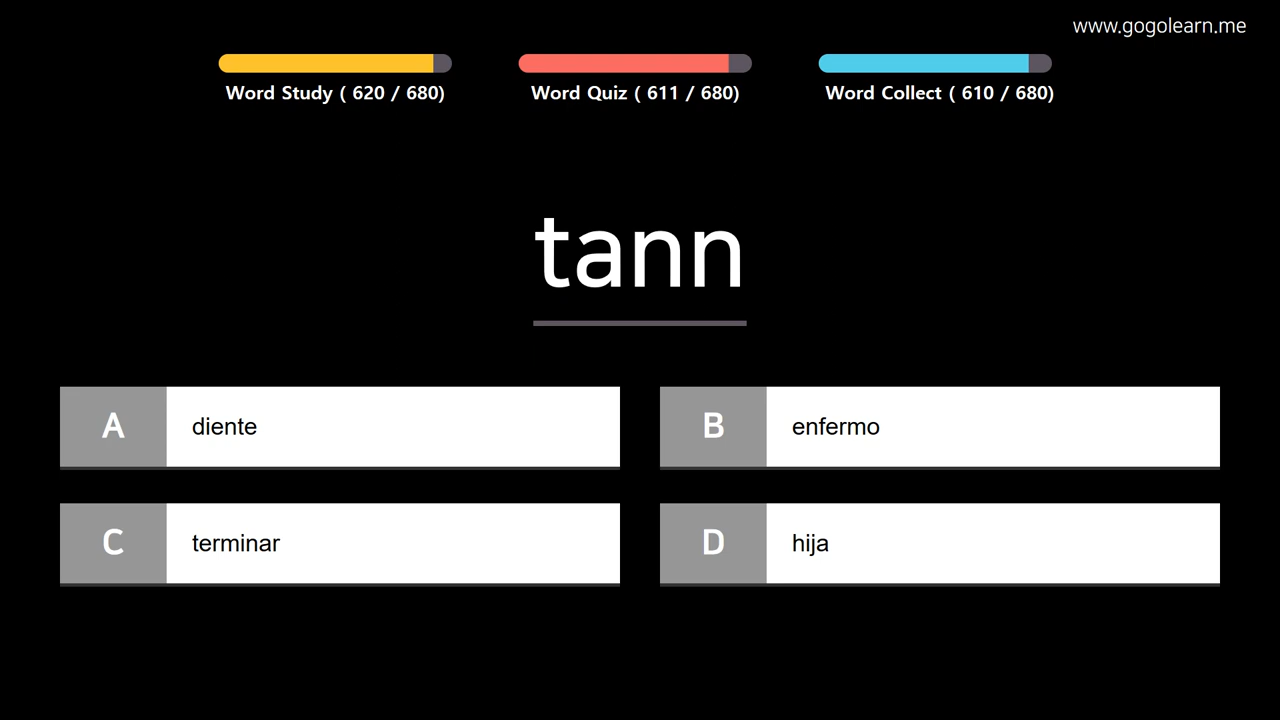 www.gogolearn.me
Word Study ( 620 / 680)
Word Quiz ( 611 / 680)
Word Collect ( 610 / 680)
tann
A diente
B enfermo
C terminar
D hija